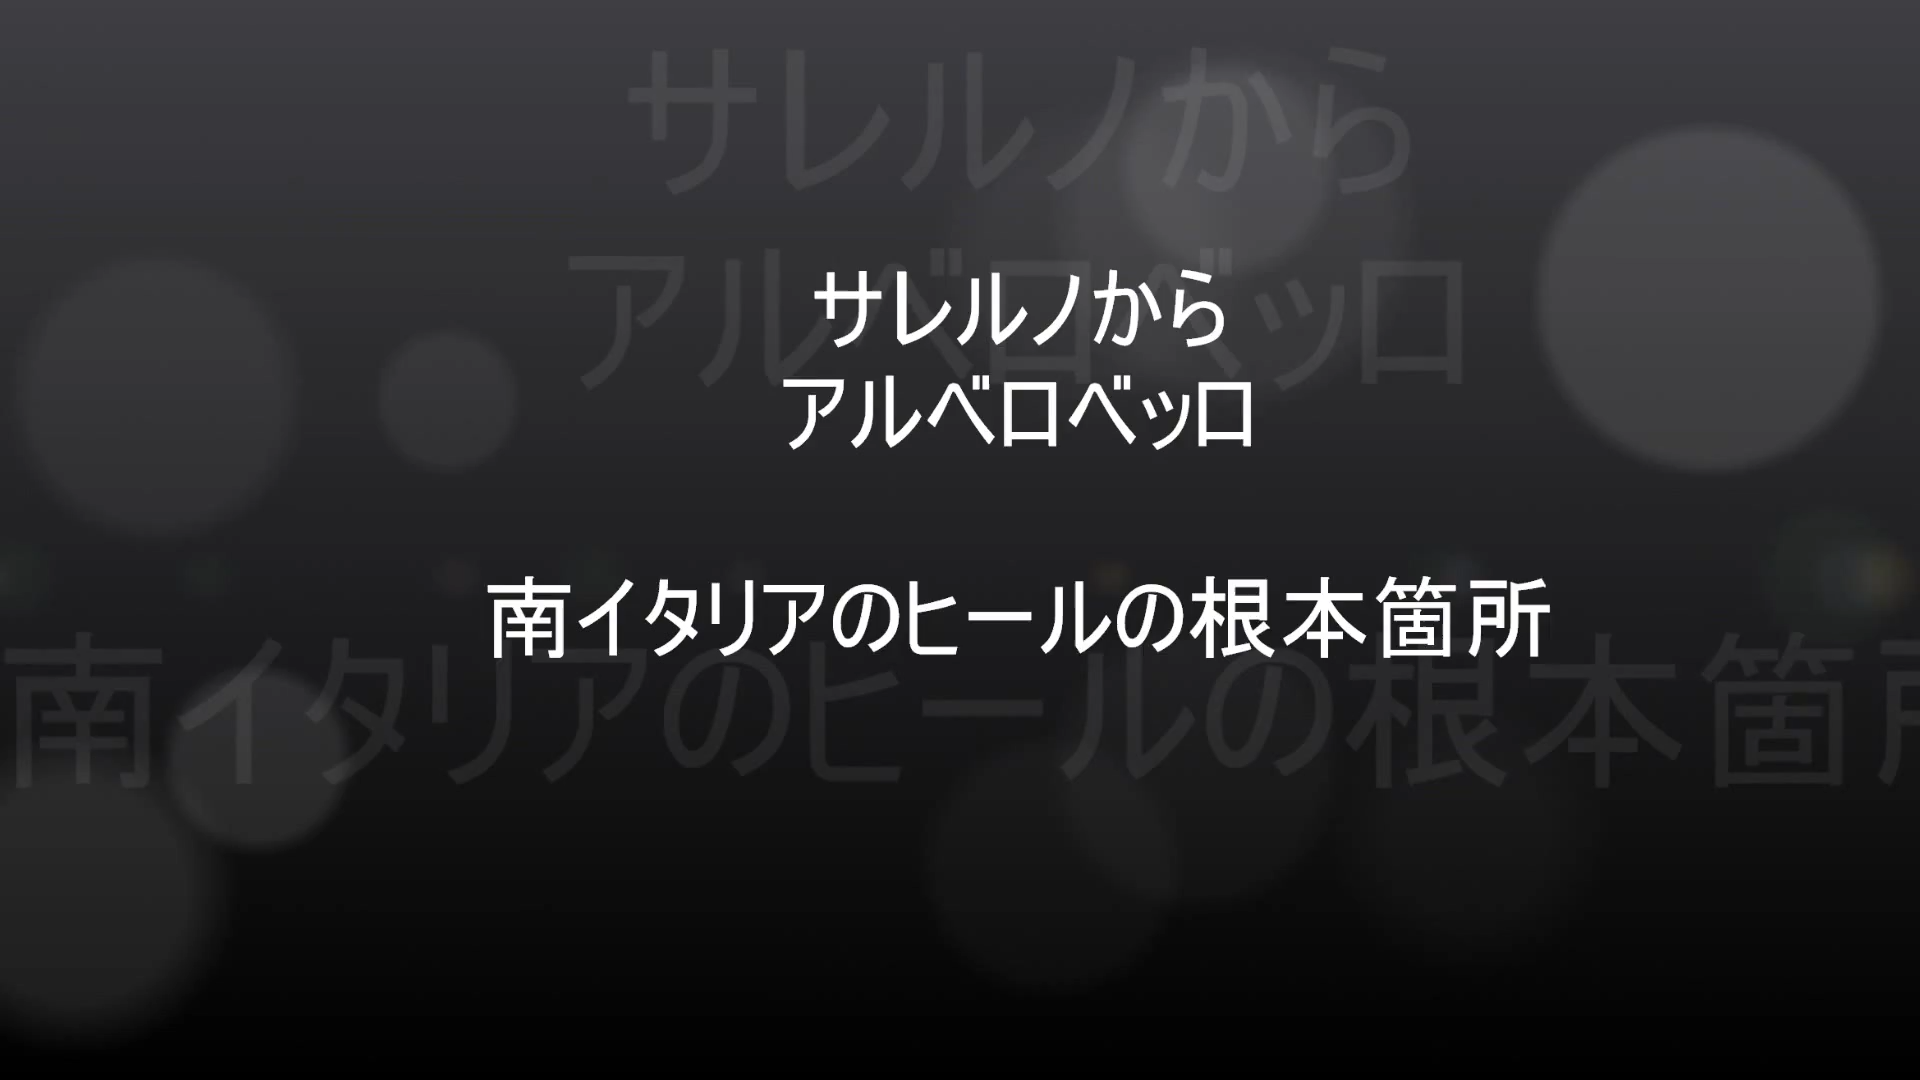 サレルノから
アルベロベッロ
南イタリアのヒールの根本箇所